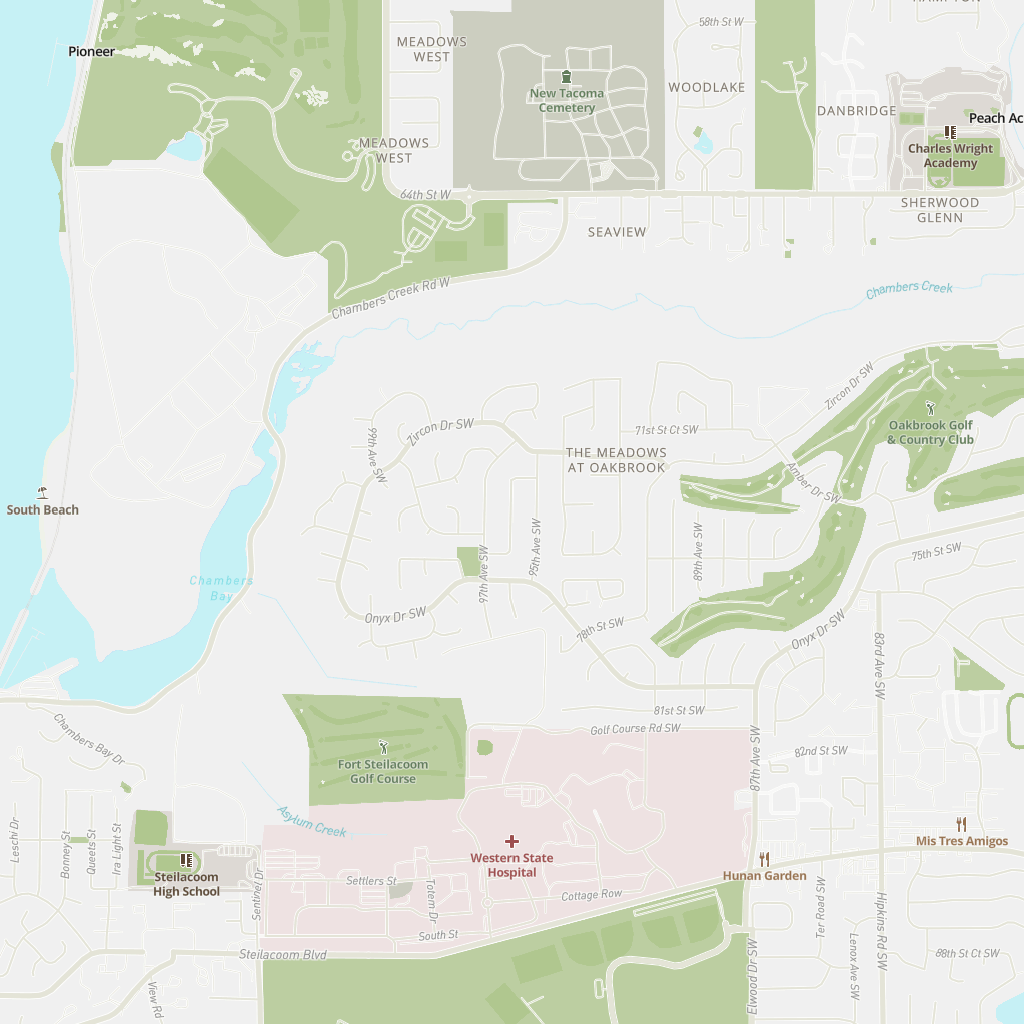 HAMPTON
58th St W
MEADOWS
WEST
Pioneer
WOODLAKE
New Tacoma
Cemetery
DANBRIDGE
Peach Ac
Charles Wright
Academy
MEADOWS
WEST
64th St W
SHERWOOD
GLENN
SEAVIEW
Chambers Creek Rd W
Chambers Creek
Zircon Dr SW
Zircon Dr SW
99th Ave SW
71st St Ct SW
Oakbrook Golf
& Country Club
THE MEADOWS
AT OAKBROOK
Amber Dr SW
South Beach
95th Ave SW
89th Ave SW
75th St SW
97th Ave SW
Chambers
Bay
Onyx Dr SW
78th St SW
Onyx Dr SW
83rd Ave SW
81st St SW
Golf Course Rd SW
Chambers Bay Dr
87th Ave SW
82nd St SW
Fort Steilacoom
Golf Course
Asylum Creek
Leschi Dr
Bonney St
Queets St
Ira Light St
Mis Tres Amigos
Western State
Hospital
Hunan Garden
Steilacoom
High School
Settlers St
Sentinel Dr
Tolem Dr
Cottage Row
Ter Road SW
Hipkins Rd SW
South St
Steilacoom Blvd
Lenox Ave SW
88th St Ct SW
Elwood Dr SW
View Rd